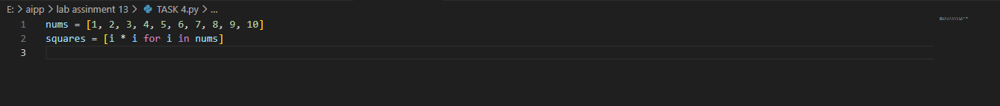 E: > aipp > lab assinment 13 > TASK 4.py > ...
1 nums = [1, 2, 3, 4, 5, 6, 7, 8, 9, 10]
2 squares = [i * i for i in nums]
3